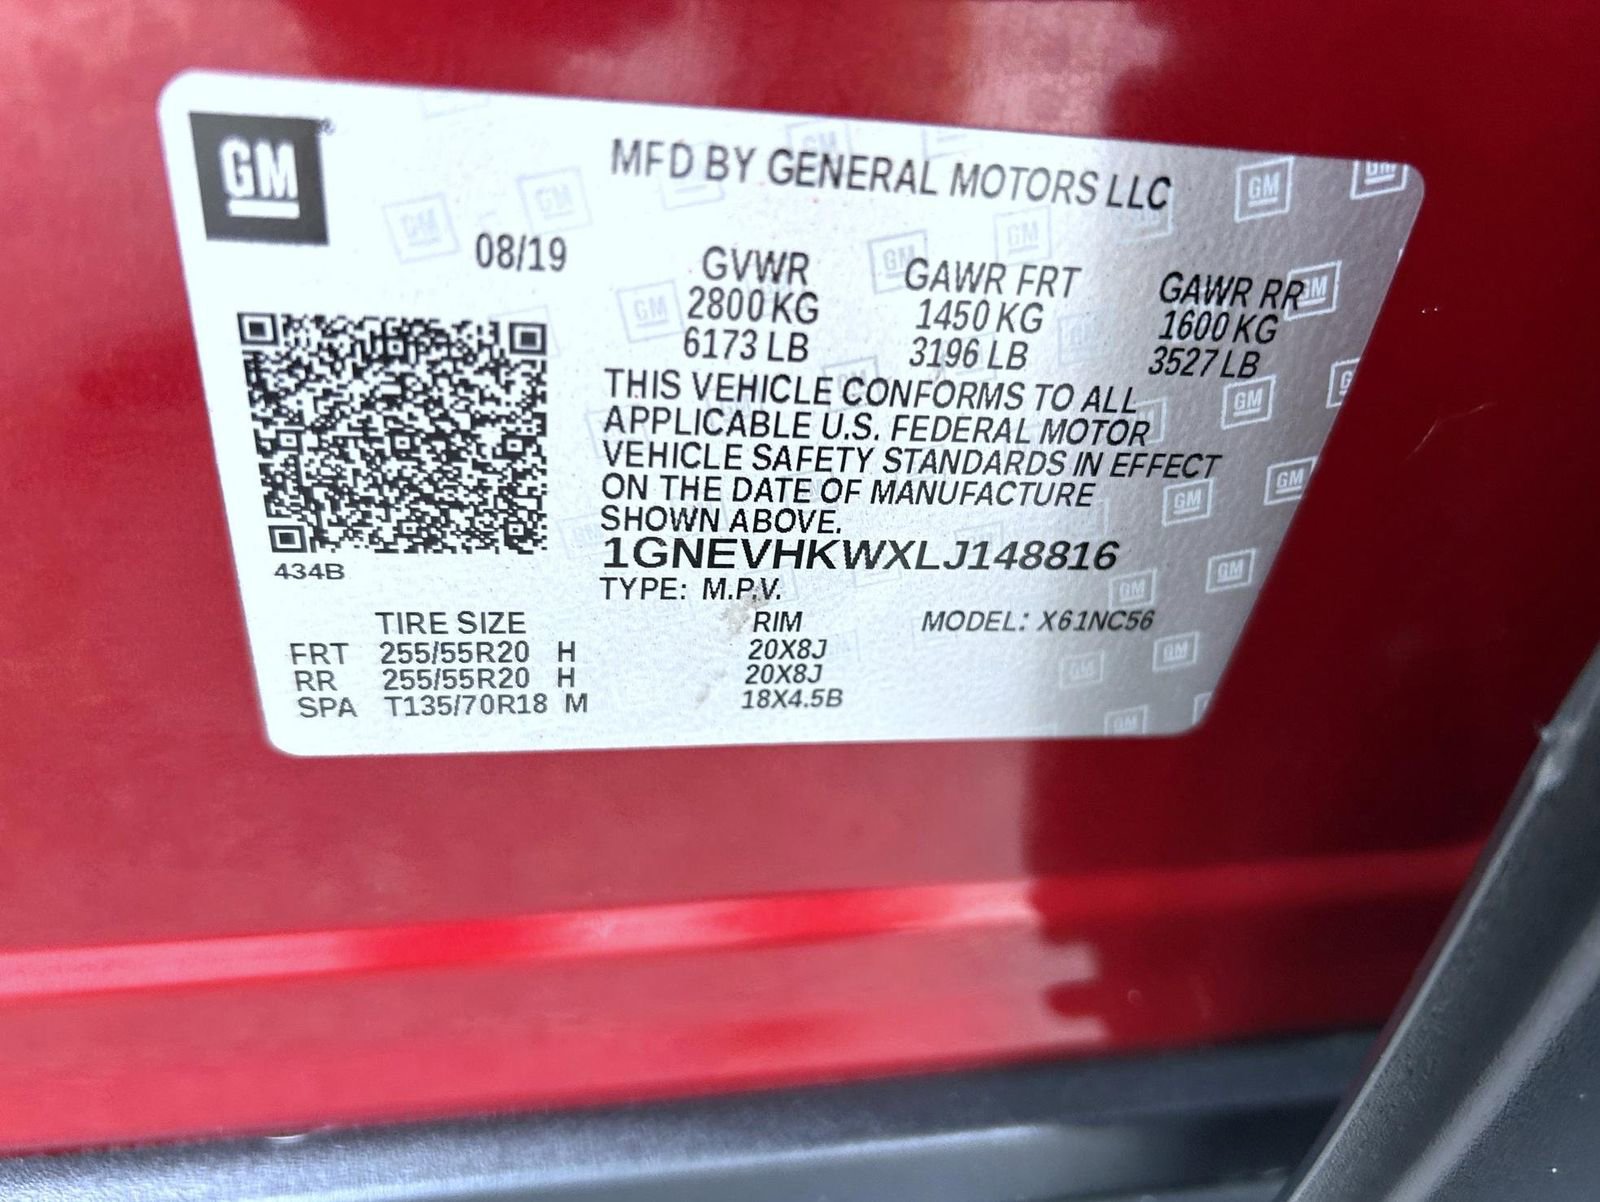 GM
MFD BY GENERAL MOTORS LLC
08/19
GVWR GAWR FRT GAWR RR
2800 KG 1450 KG 1600 KG
6173 LB 3196 LB 3527 LB
THIS VEHICLE CONFORMS TO ALL
APPLICABLE U.S. FEDERAL MOTOR
VEHICLE SAFETY STANDARDS IN EFFECT
ON THE DATE OF MANUFACTURE
SHOWN ABOVE.
1GNEVHKWXLJ148816
434B
TYPE: M.P.V.
TIRE SIZE RIM MODEL: X61NC56
FRT 255/55R20 H 20X8J
RR 255/55R20 H 20X8J
SPA T135/70R18 M 18X4.5B